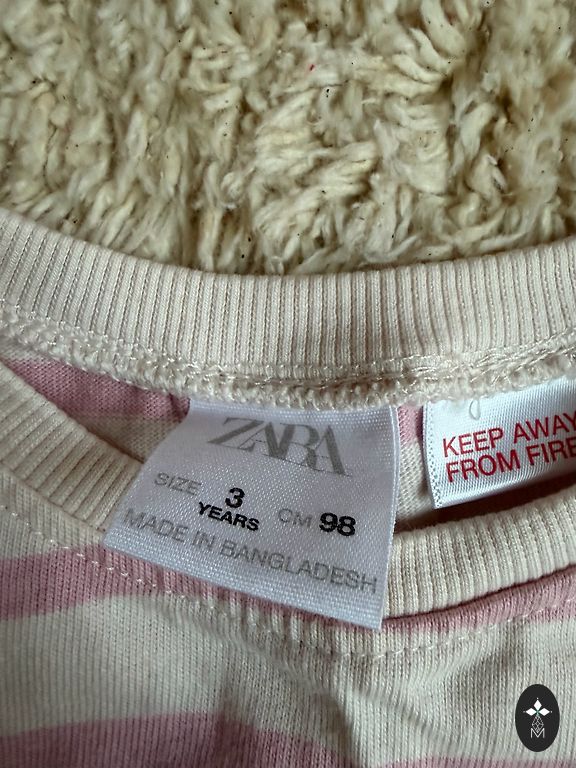 ZARA
SIZE 3 YEARS CM 98
MADE IN BANGLADESH
KEEP AWAY
FROM FIRE
M